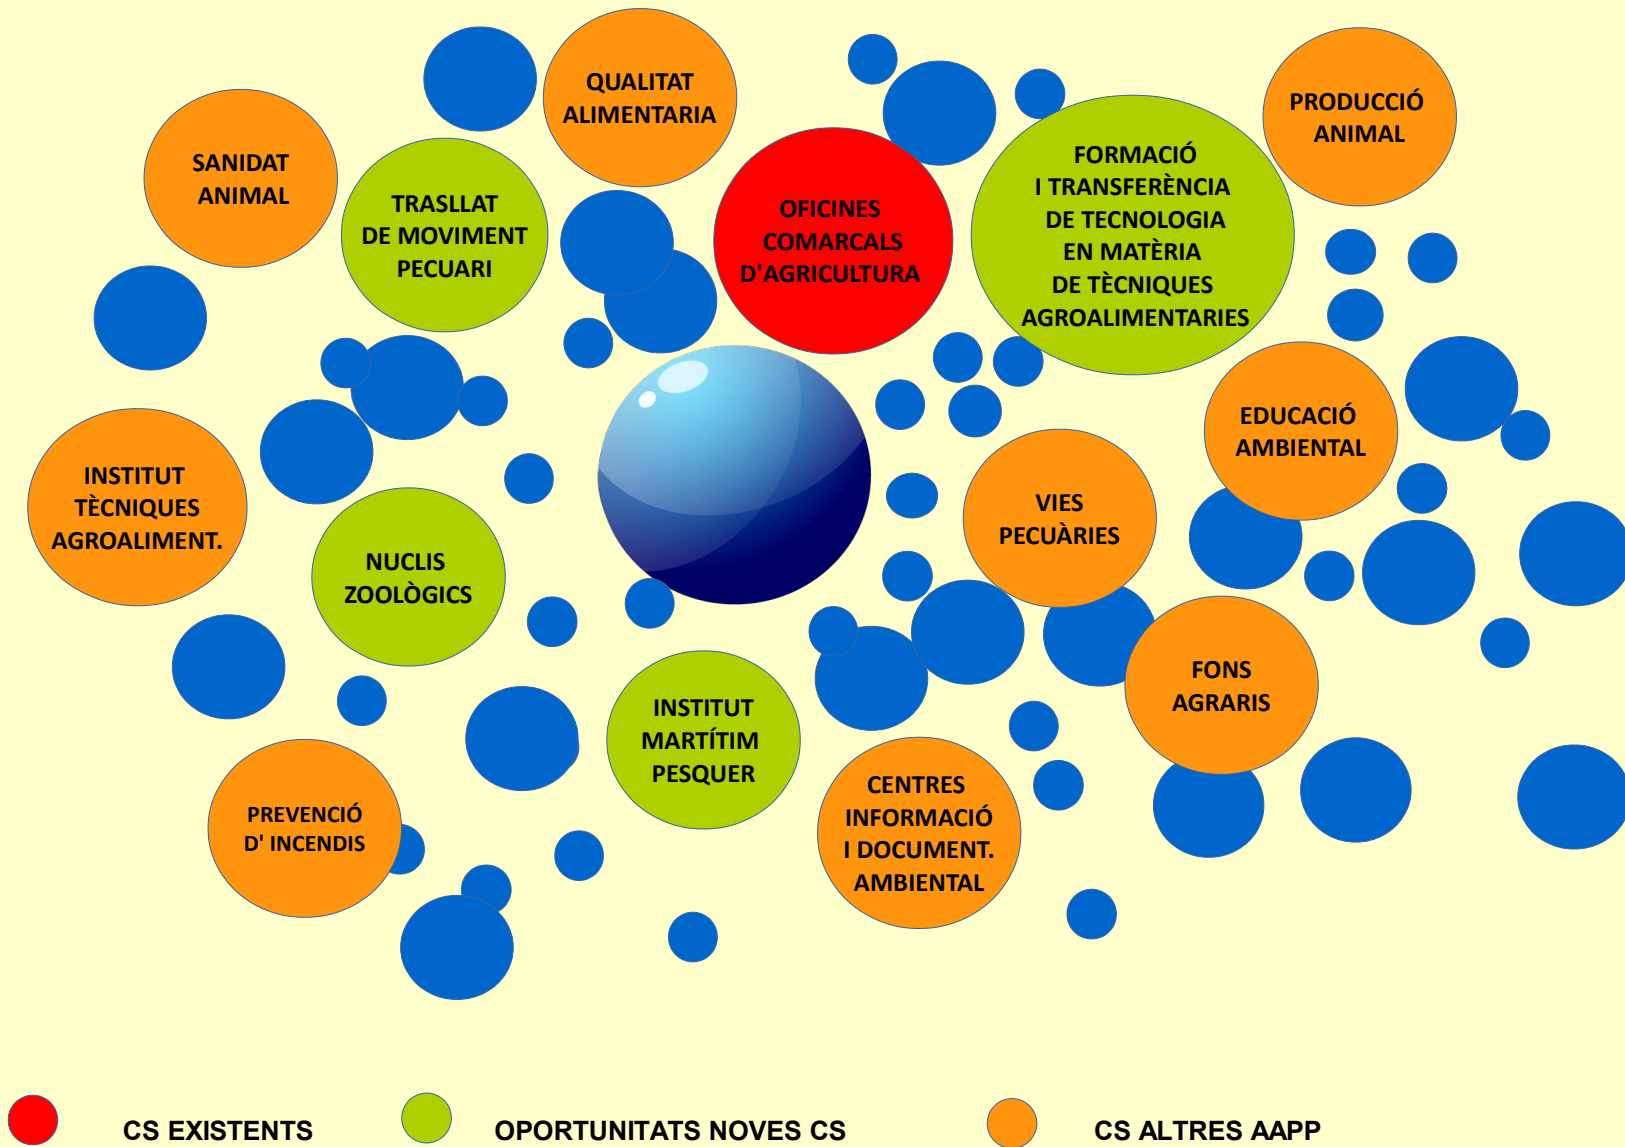 QUALITAT
ALIMENTARIA
PRODUCCIÓ
ANIMAL
SANIDAT
ANIMAL
TRASLLAT
DE MOVIMENT
PECUARI
OFICINES
COMARCALS
D'AGRICULTURA
FORMACIÓ
I TRANSFERÈNCIA
DE TECNOLOGIA
EN MATÈRIA
DE TÈCNIQUES
AGROALIMENTARIES
EDUCACIÓ
AMBIENTAL
INSTITUT
TÈCNIQUES
AGROALIMENT.
VIES
PECUÀRIES
NUCLIS
ZOOLÒGICS
FONS
AGRARIS
INSTITUT
MARTÍTIM
PESQUER
PREVENCIÓ
D' INCENDIS
CENTRES
INFORMACIÓ
I DOCUMENT.
AMBIENTAL
CS EXISTENTS
OPORTUNITATS NOVES CS
CS ALTRES AAPP